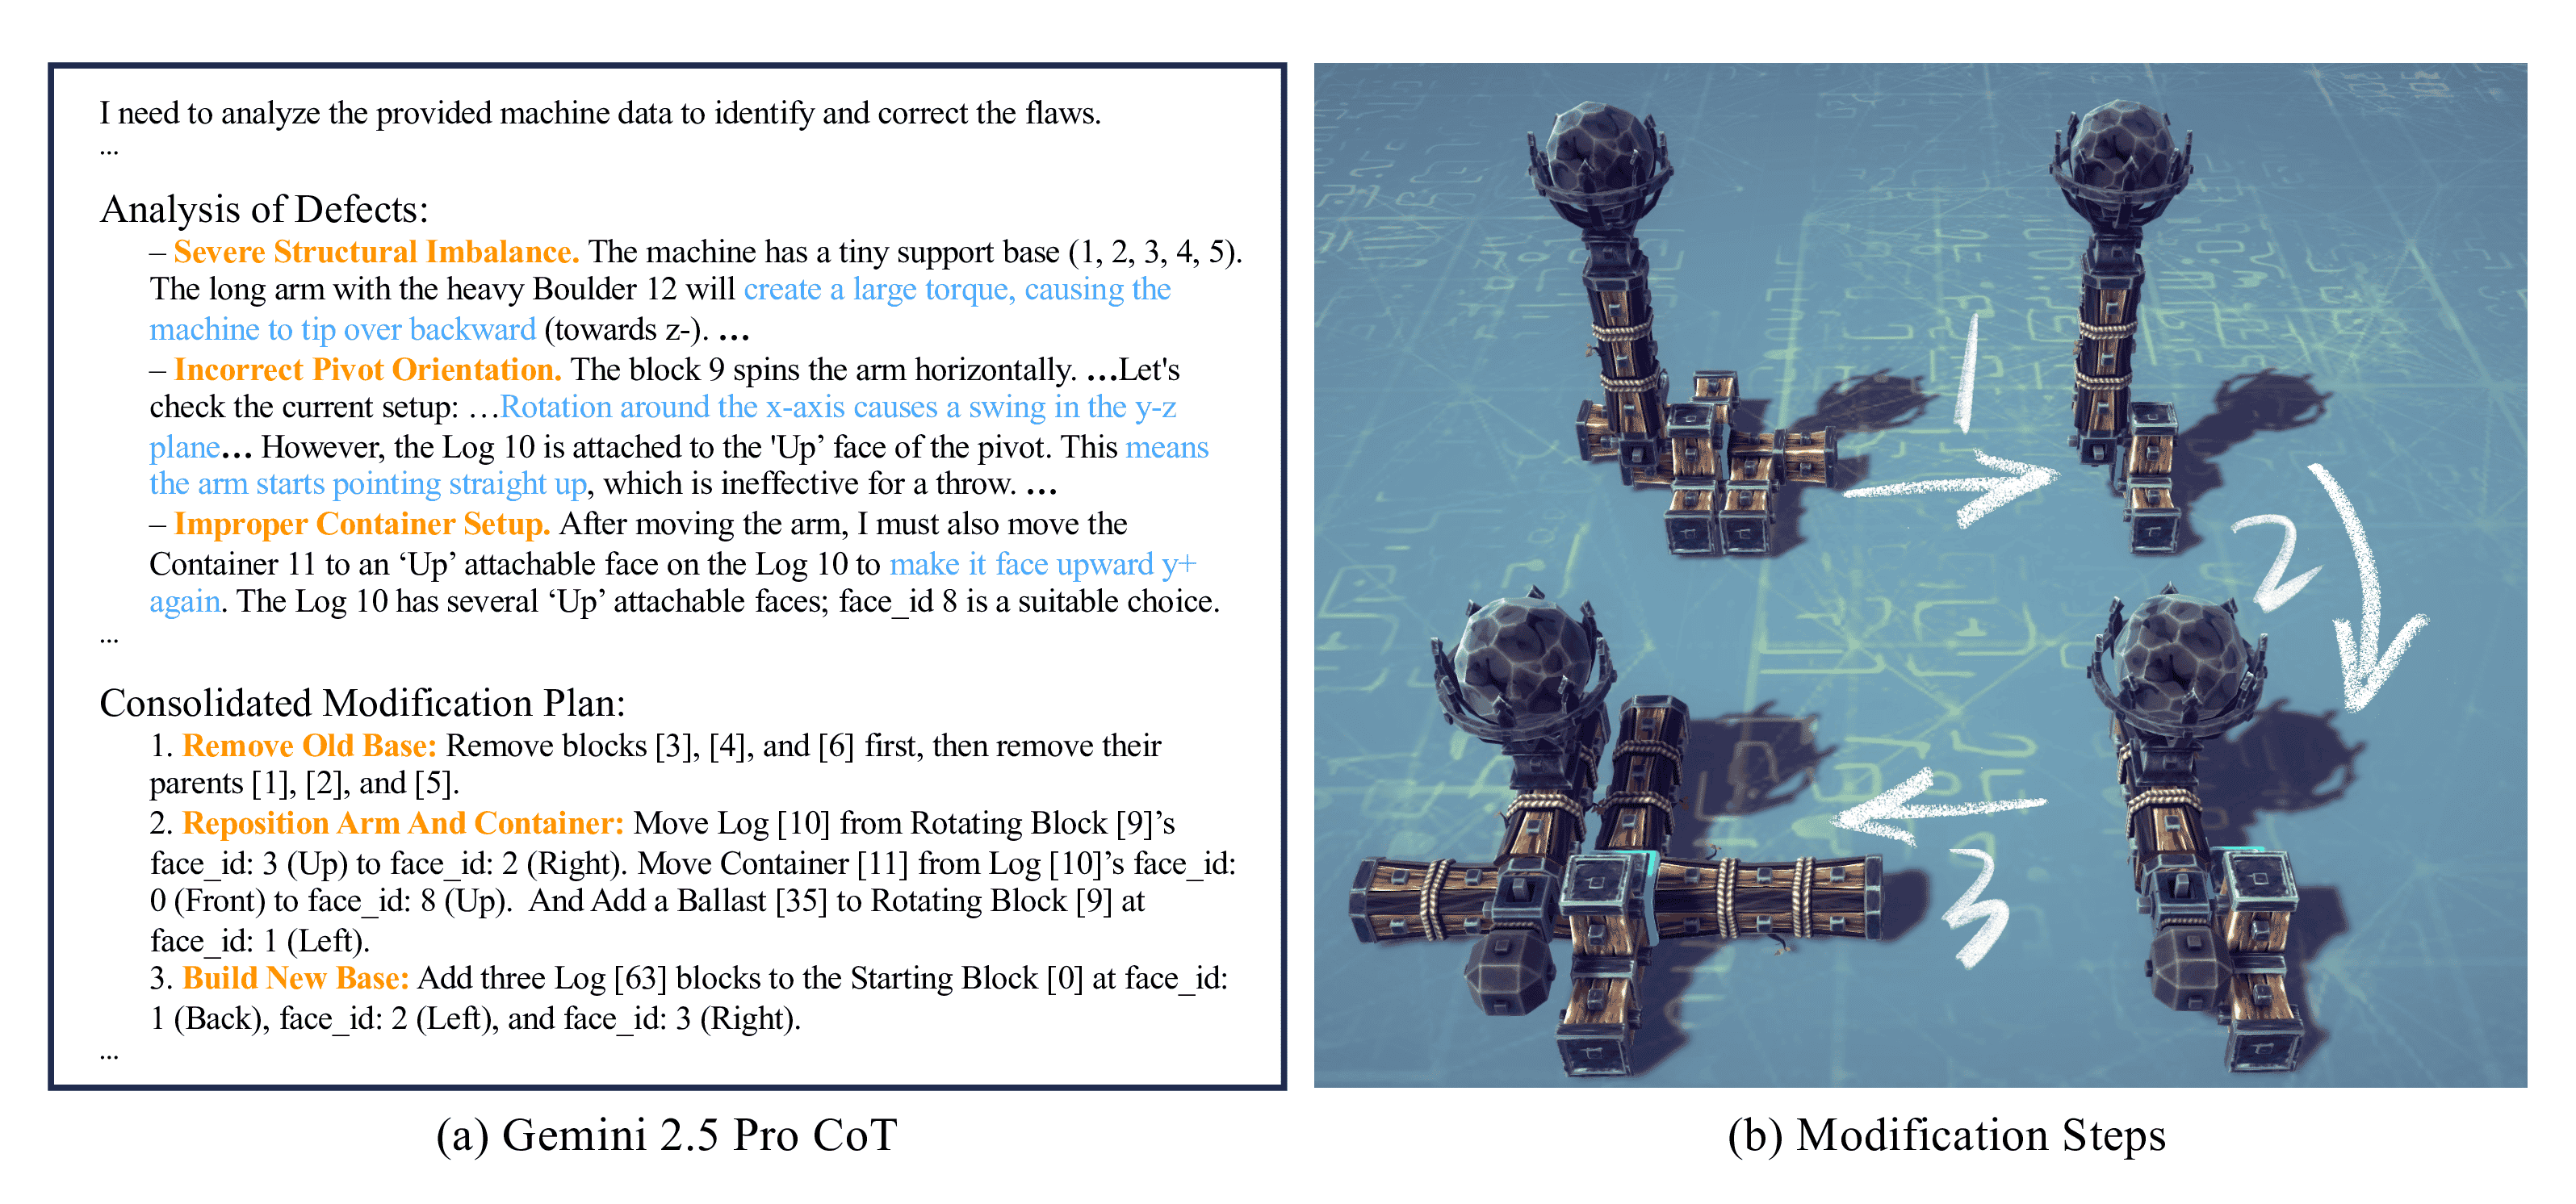 I need to analyze the provided machine data to identify and correct the flaws.
...
Analysis of Defects:
– Severe Structural Imbalance. The machine has a tiny support base (1, 2, 3, 4, 5).
The long arm with the heavy Boulder 12 will create a large torque, causing the
machine to tip over backward (towards z-). ...
– Incorrect Pivot Orientation. The block 9 spins the arm horizontally. ...Let's
check the current setup: ...Rotation around the x-axis causes a swing in the y-z
plane... However, the Log 10 is attached to the 'Up’ face of the pivot. This means
the arm starts pointing straight up, which is ineffective for a throw. ...
– Improper Container Setup. After moving the arm, I must also move the
Container 11 to an ‘Up’ attachable face on the Log 10 to make it face upward y+
again. The Log 10 has several ‘Up’ attachable faces; face_id 8 is a suitable choice.
...
Consolidated Modification Plan:
1. Remove Old Base: Remove blocks [3], [4], and [6] first, then remove their
parents [1], [2], and [5].
2. Reposition Arm And Container: Move Log [10] from Rotating Block [9]’s
face_id: 3 (Up) to face_id: 2 (Right). Move Container [11] from Log [10]’s face_id:
0 (Front) to face_id: 8 (Up). And Add a Ballast [35] to Rotating Block [9] at
face_id: 1 (Left).
3. Build New Base: Add three Log [63] blocks to the Starting Block [0] at face_id:
1 (Back), face_id: 2 (Left), and face_id: 3 (Right).
...
(a) Gemini 2.5 Pro CoT
1
2
3
(b) Modification Steps